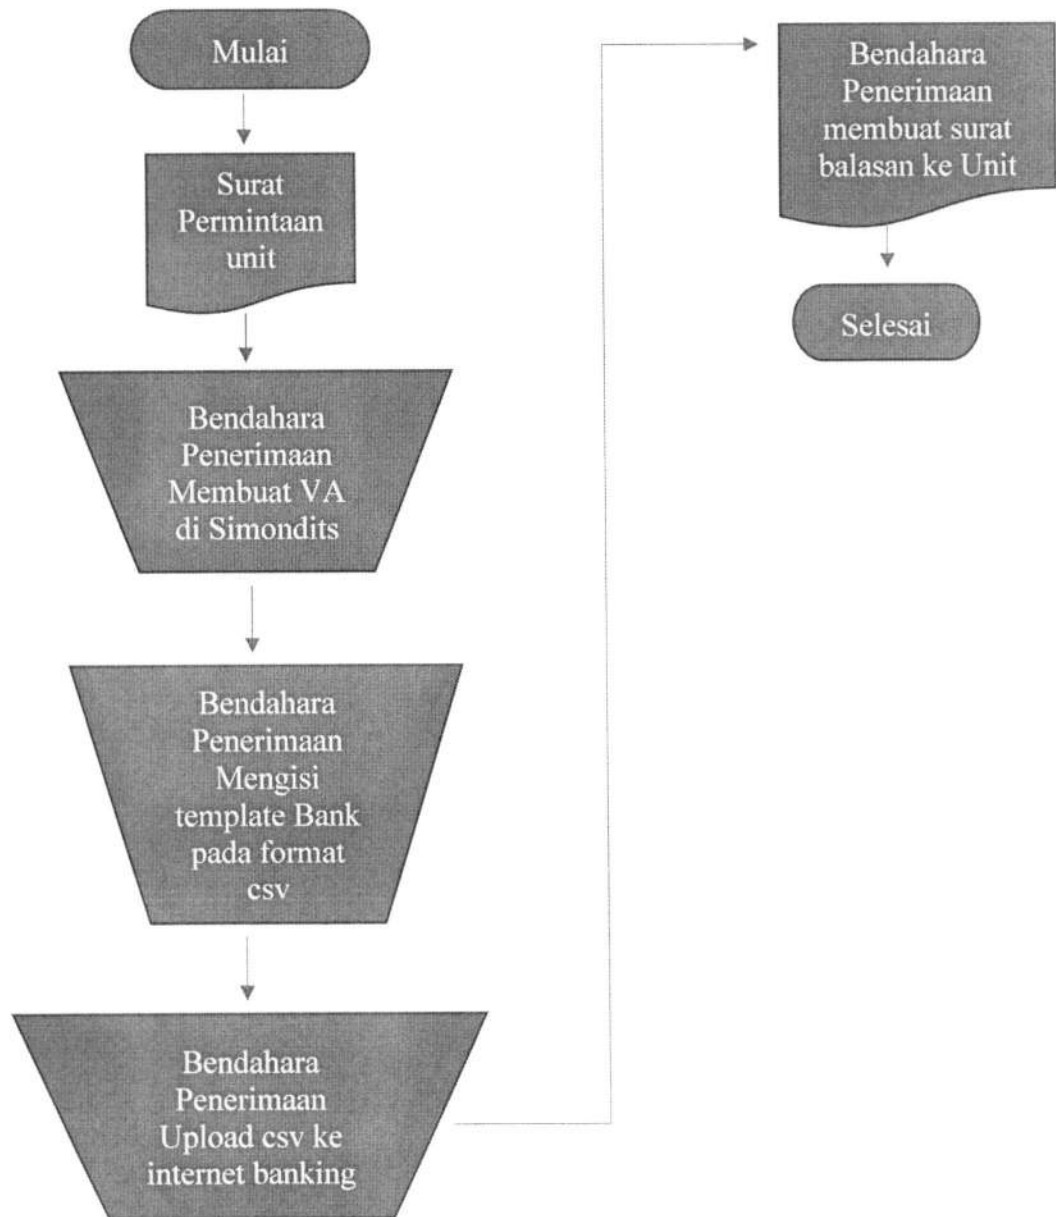 Mulai
Surat
Permintaan
unit
Bendahara
Penerimaan
Membuat VA
di Simondits
Bendahara
Penerimaan
Mengisi
template Bank
pada format
csv
Bendahara
Penerimaan
Upload csv ke
internet banking
Bendahara
Penerimaan
membuat surat
balasan ke Unit
Selesai